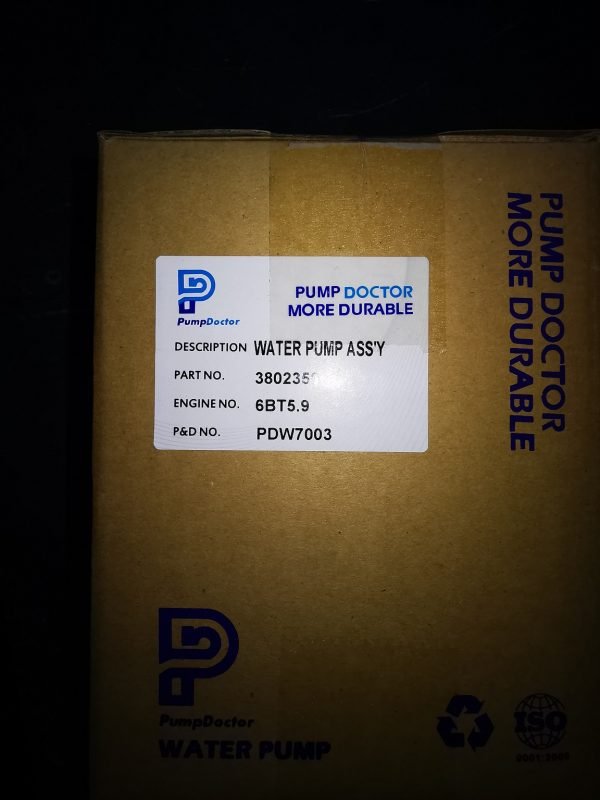 PumpDoctor
PUMP DOCTOR
MORE DURABLE
DESCRIPTION WATER PUMP ASS'Y
PART NO.
ENGINE NO. 6BT5.9
P&D NO. PDW7003
PUMP DOCTOR
MORE DURABLE
PumpDoctor
WATER PUMP
ISO